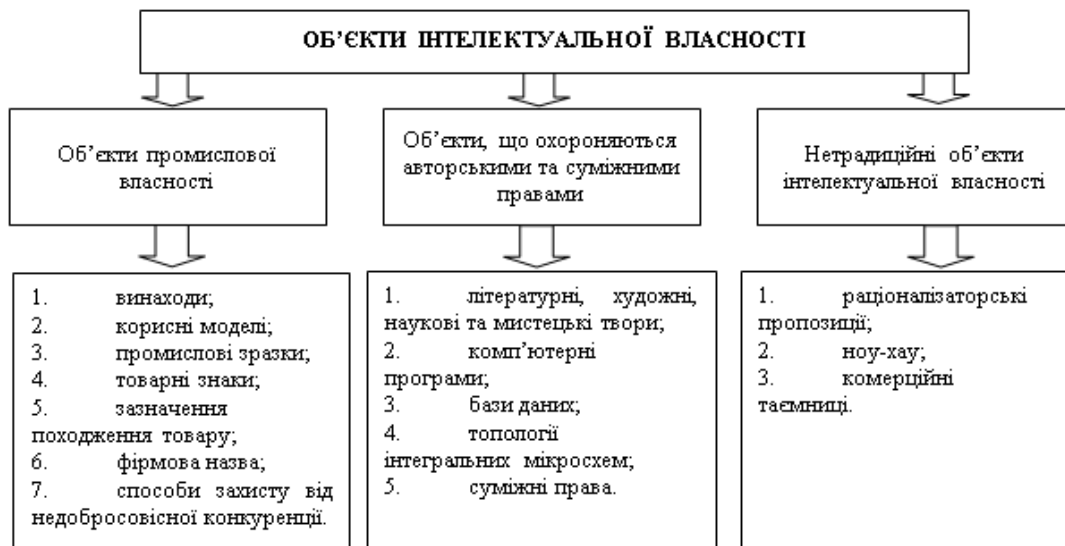 ОБ’ЄКТИ ІНТЕЛЕКТУАЛЬНОЇ ВЛАСНОСТІ
Об’єкти промислової
власності
Об’єкти, що охороняються
авторськими та суміжними
правами
Нетрадиційні об’єкти
інтелектуальної власності
1. винаходи;
2. корисні моделі;
3. промислові зразки;
4. товарні знаки;
5. зазначення
походження товару;
6. фірмова назва;
7. способи захисту від
недобросовісної конкуренції.
1. літературні, художні,
наукові та мистецькі твори;
2. комп’ютерні
програми;
3. бази даних;
4. топології
інтегральних мікросхем;
5. суміжні права.
1. раціоналізаторські
пропозиції;
2. ноу-хау;
3. комерційні
таємниці.